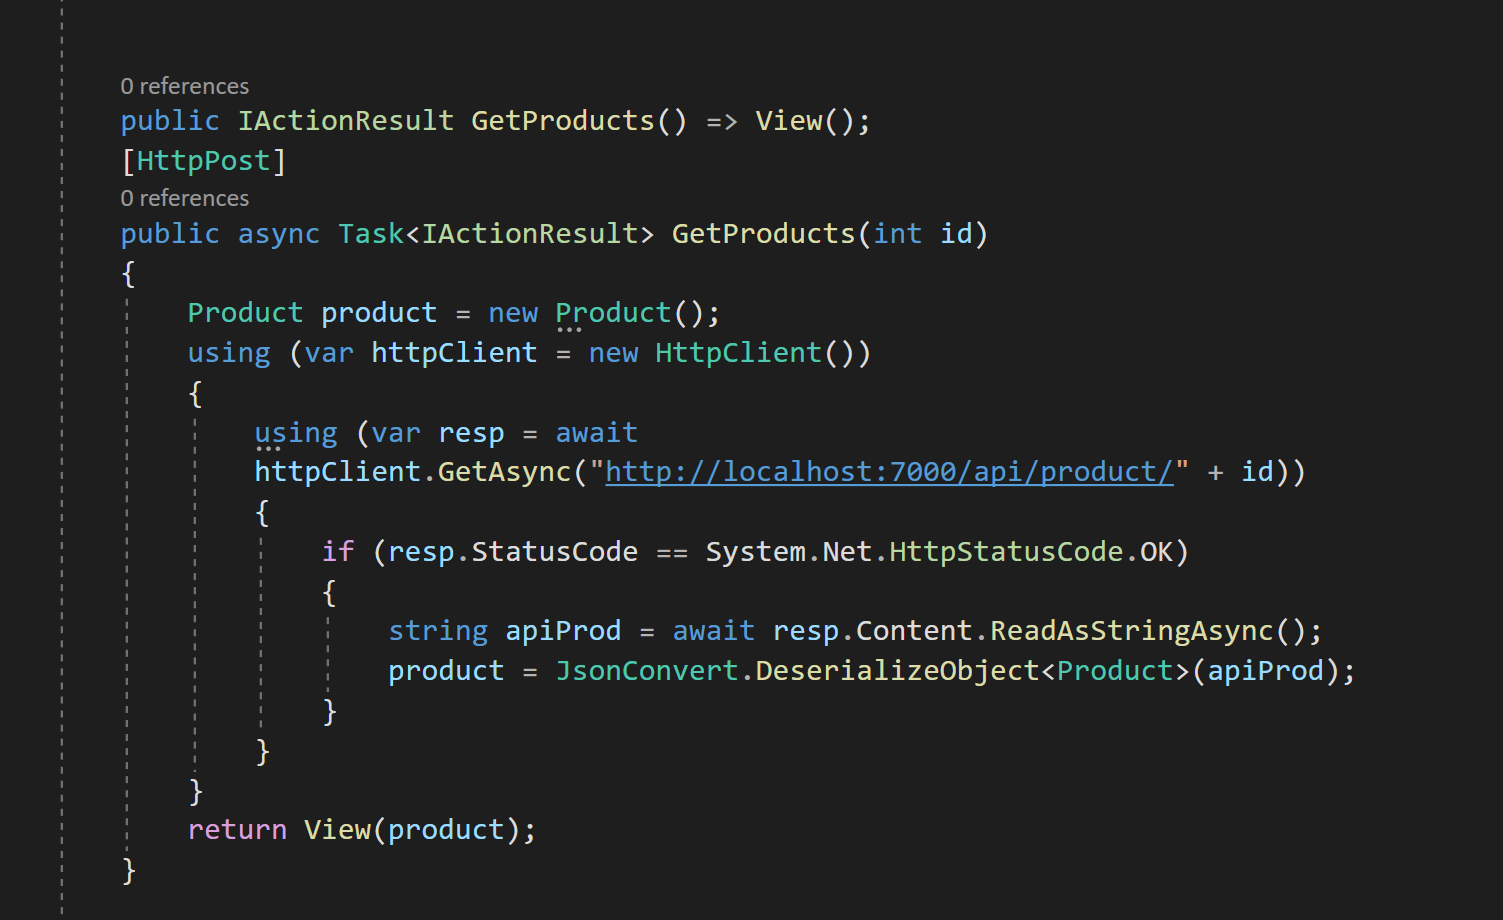 0 references
public IActionResult GetProducts() => View();
[HttpPost]
0 references
public async Task<IActionResult> GetProducts(int id)
{
Product product = new Product();
using (var httpClient = new HttpClient())
{
using (var resp = await
httpClient.GetAsync("http://localhost:7000/api/product/" + id))
{
if (resp.StatusCode == System.Net.HttpStatusCode.OK)
{
string apiProd = await resp.Content.ReadAsStringAsync();
product = JsonConvert.DeserializeObject<Product>(apiProd);
}
}
}
return View(product);
}